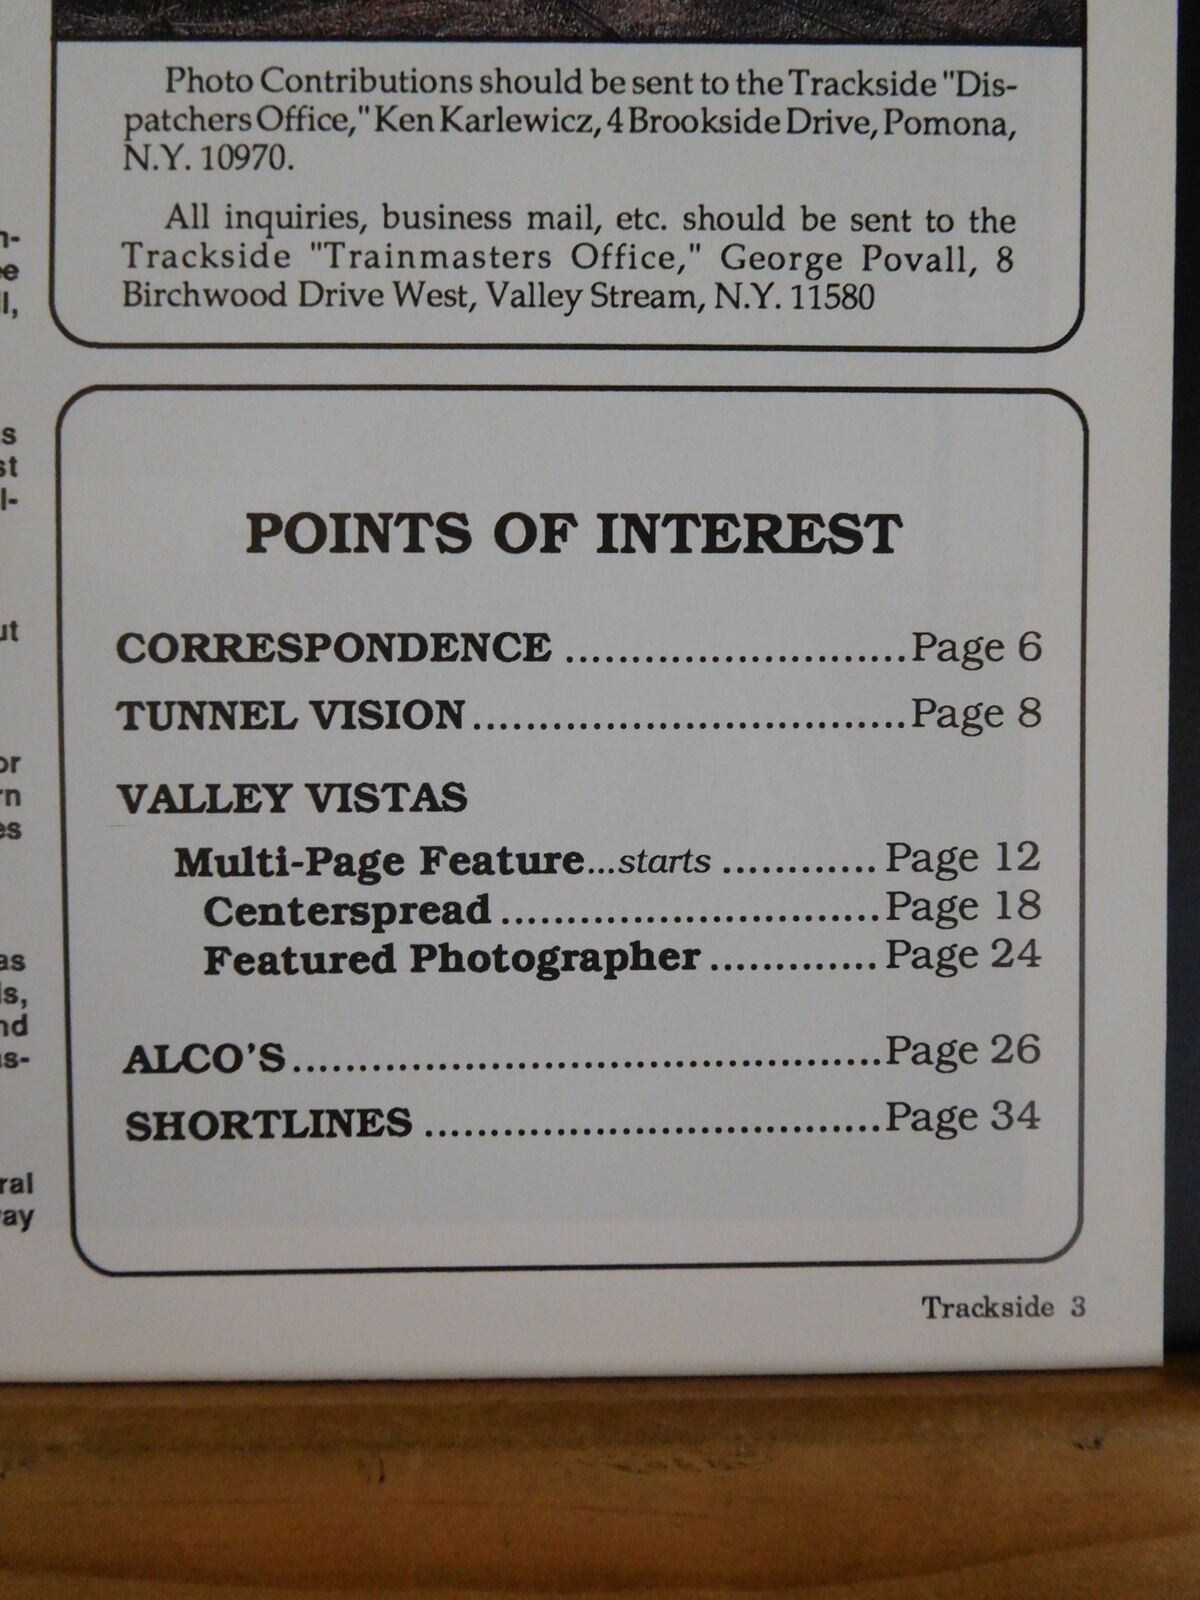 Photo Contributions should be sent to the Trackside "Dis-
patchers Office," Ken Karlewicz, 4 Brookside Drive, Pomona,
N.Y. 10970.
All inquiries, business mail, etc. should be sent to the
Trackside "Trainmasters Office," George Povall, 8
Birchwood Drive West, Valley Stream, N.Y. 11580
POINTS OF INTEREST
CORRESPONDENCE ..........................Page 6
TUNNEL VISION.................................Page 8
VALLEY VISTAS
Multi-Page Feature...starts ............ Page 12
Centerspread .............................Page 18
Featured Photographer.............Page 24
ALCO'S.............................................Page 26
SHORTLINES ...................................Page 34
Trackside 3